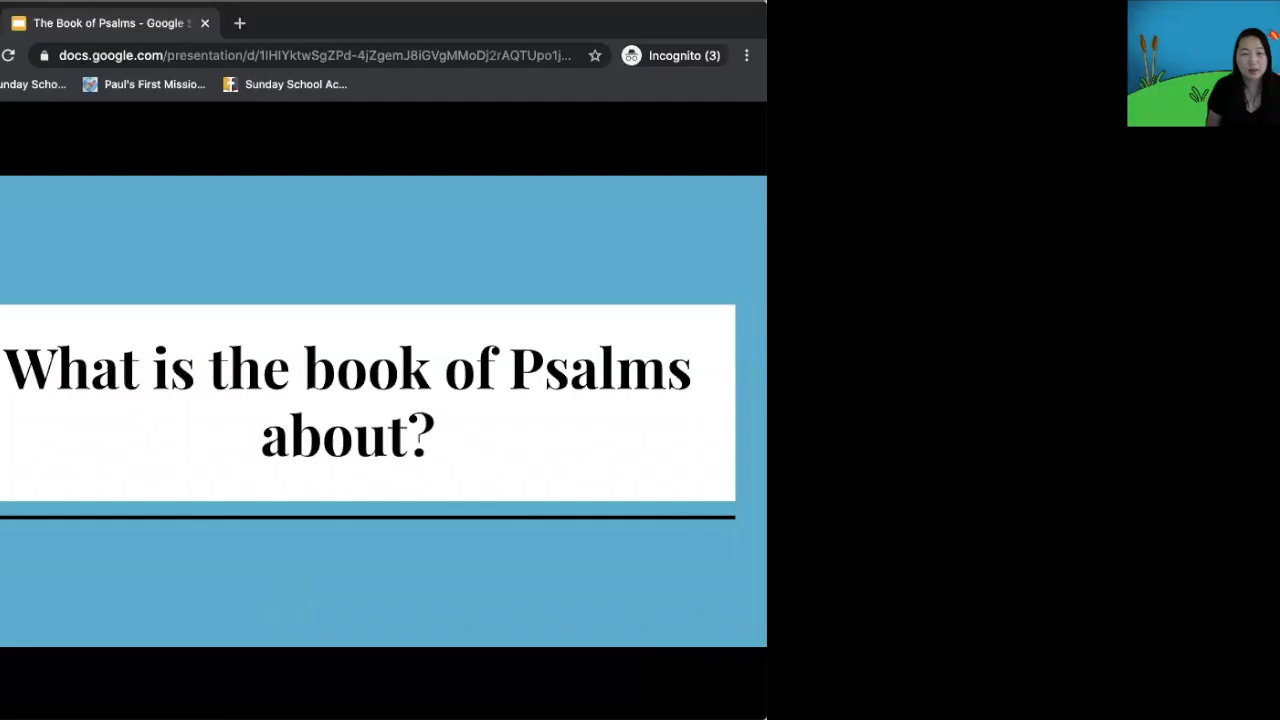 The Book of Psalms - Google S
docs.google.com/presentation/d/1lHIYktwSgZPd-4jZgemJ8iGVgMMoDj2rAQTUpo1j...
Incognito (3)
unday Scho...
Paul's First Missio...
Sunday School Ac...
What is the book of Psalms
about?